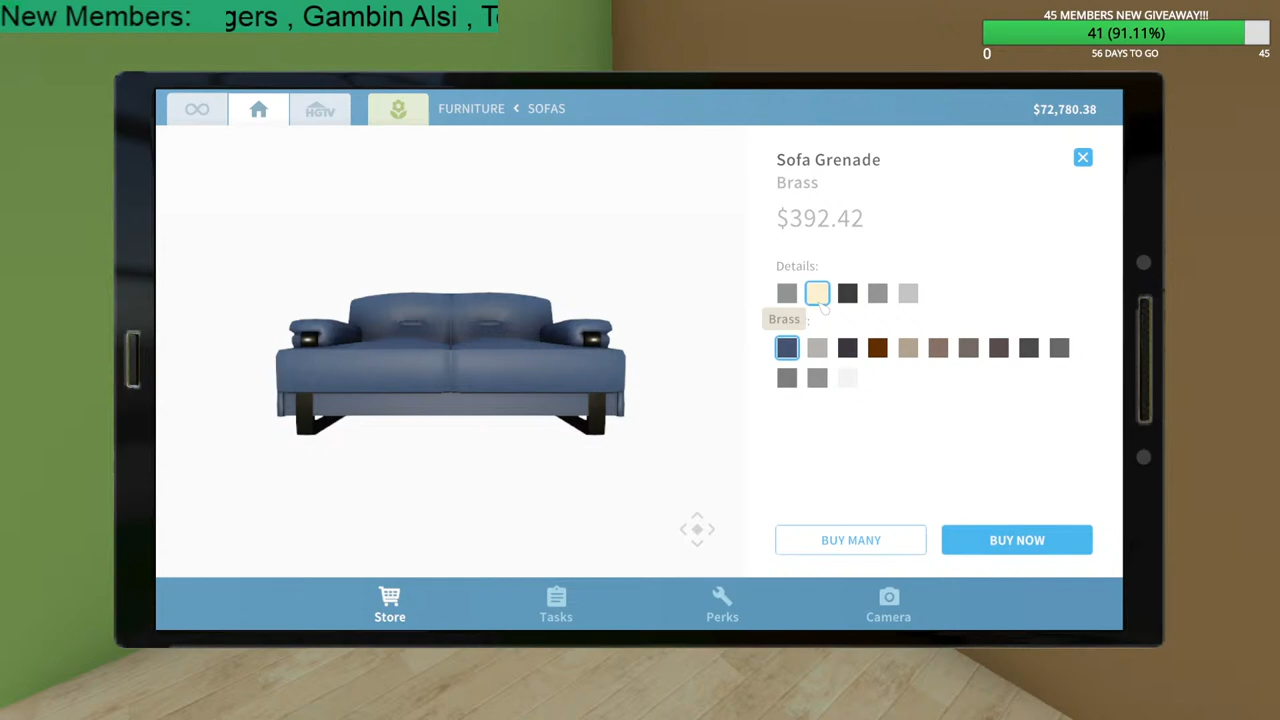 New Members: gers , Gambin Alsi ,
45 MEMBERS NEW GIVEAWAY!!!
41 (91.11%)
0 56 DAYS TO GO 45
HGTV
FURNITURE < SOFAS
$72,780.38
Sofa Grenade
Brass
$392.42
Details:
Brass :
BUY MANY
BUY NOW
Store
Tasks
Perks
Camera